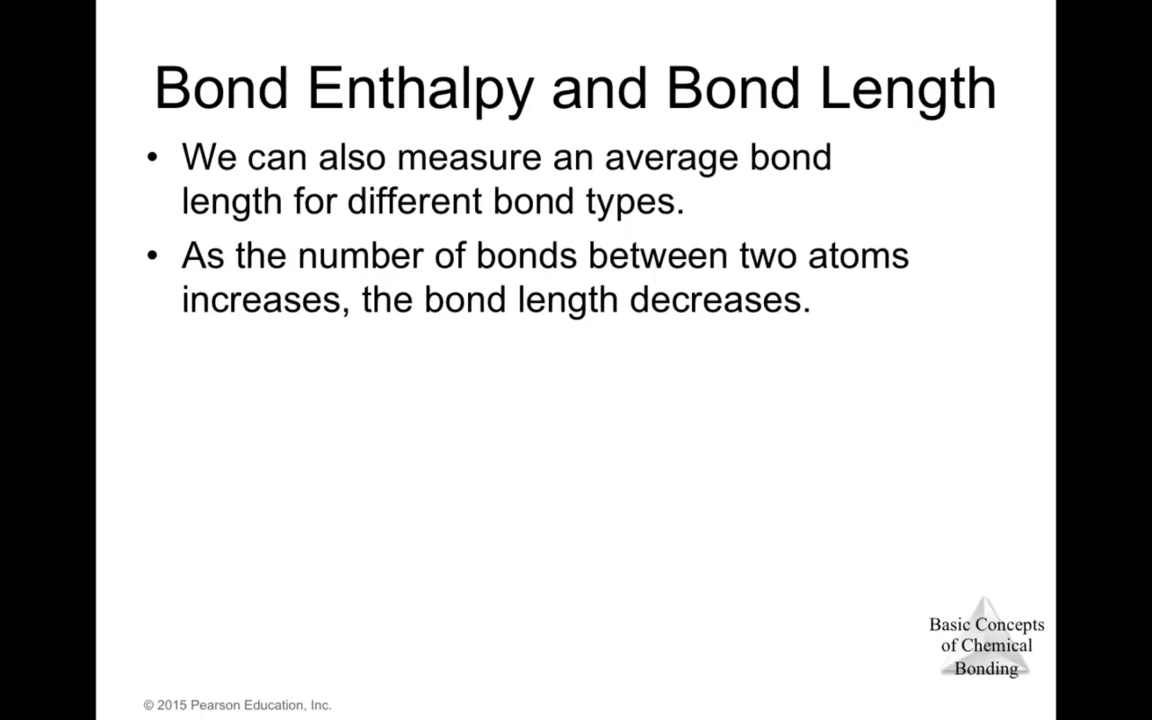 Bond Enthalpy and Bond Length
• We can also measure an average bond
length for different bond types.
• As the number of bonds between two atoms
increases, the bond length decreases.
Basic Concepts
of Chemical
Bonding
© 2015 Pearson Education, Inc.